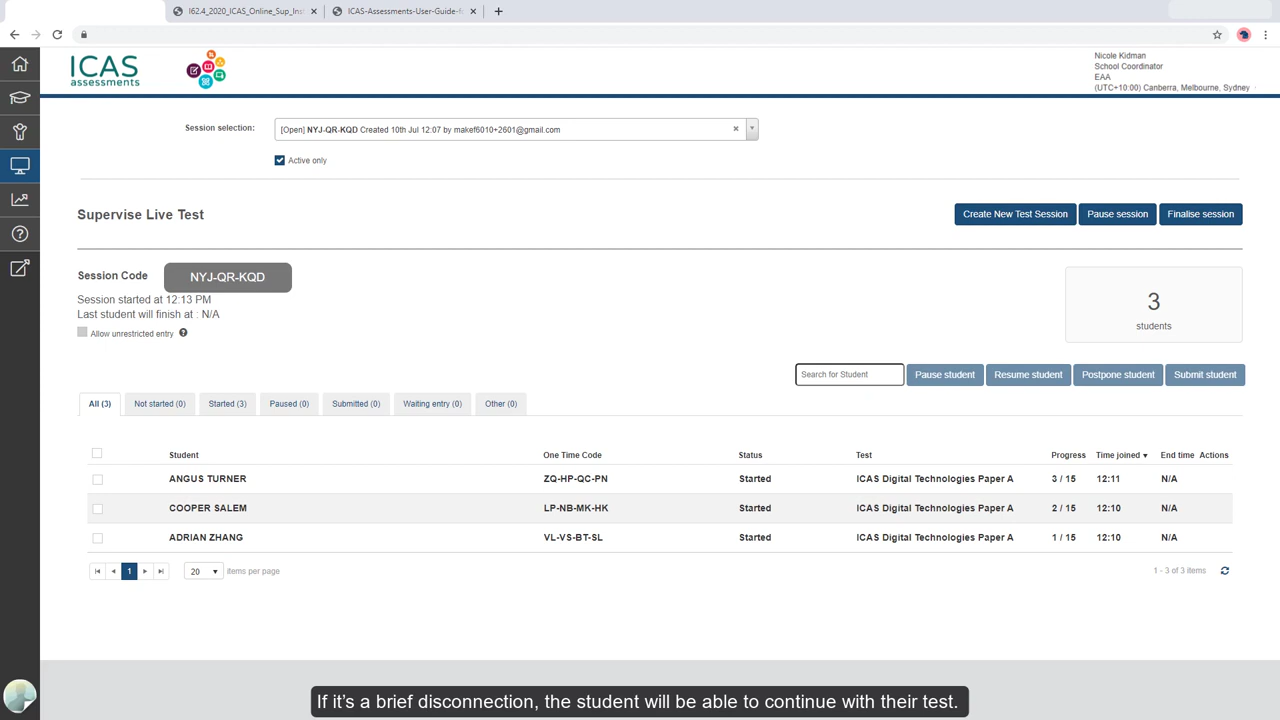 I62.4_2020_ICAS_Online_Sup_Ins
ICAS-Assessments-User-Guide-f
ICAS
assessments
Nicole Kidman
School Coordinator
EAA
(UTC+10:00) Canberra, Melbourne, Sydney
Session selection:
[Open] NYJ-QR-KQD Created 10th Jul 12:07 by makef6010+2601@gmail.com
Active only
Supervise Live Test
Create New Test Session
Pause session
Finalise session
Session Code
NYJ-QR-KQD
Session started at 12:13 PM
Last student will finish at : N/A
Allow unrestricted entry
3
students
Search for Student
Pause student
Resume student
Postpone student
Submit student
All (3)
Not started (0)
Started (3)
Paused (0)
Submitted (0)
Waiting entry (0)
Other (0)
Student One Time Code Status Test Progress Time joined End time Actions
ANGUS TURNER ZQ-HP-QC-PN Started ICAS Digital Technologies Paper A 3 / 15 12:11 N/A
COOPER SALEM LP-NB-MK-HK Started ICAS Digital Technologies Paper A 2 / 15 12:10 N/A
ADRIAN ZHANG VL-VS-BT-SL Started ICAS Digital Technologies Paper A 1 / 15 12:10 N/A
1
20
items per page
1 - 3 of 3 items
If it's a brief disconnection, the student will be able to continue with their test.